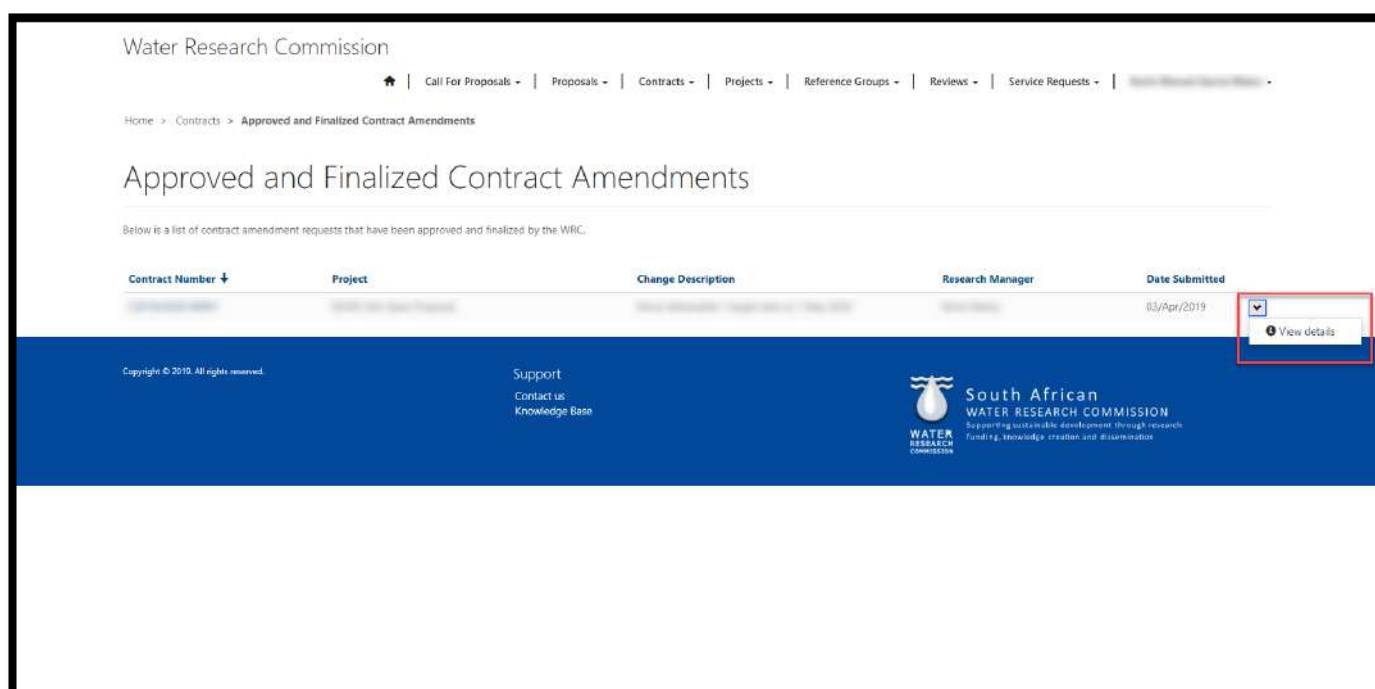 Water Research Commission
Call For Proposals | Proposals | Contracts | Projects | Reference Groups | Reviews | Service Requests |
Home > Contracts > Approved and Finalized Contract Amendments
Approved and Finalized Contract Amendments
Below is a list of contract amendment requests that have been approved and finalized by the WRC.
Contract Number Project Change Description Research Manager Date Submitted
03/Apr/2019
View details
Copyright © 2019. All rights reserved.
Support
Contact us
Knowledge Base
WATER
RESEARCH
COMMISSION
South African
WATER RESEARCH COMMISSION
Supporting sustainable development through research
funding, knowledge creation and dissemination